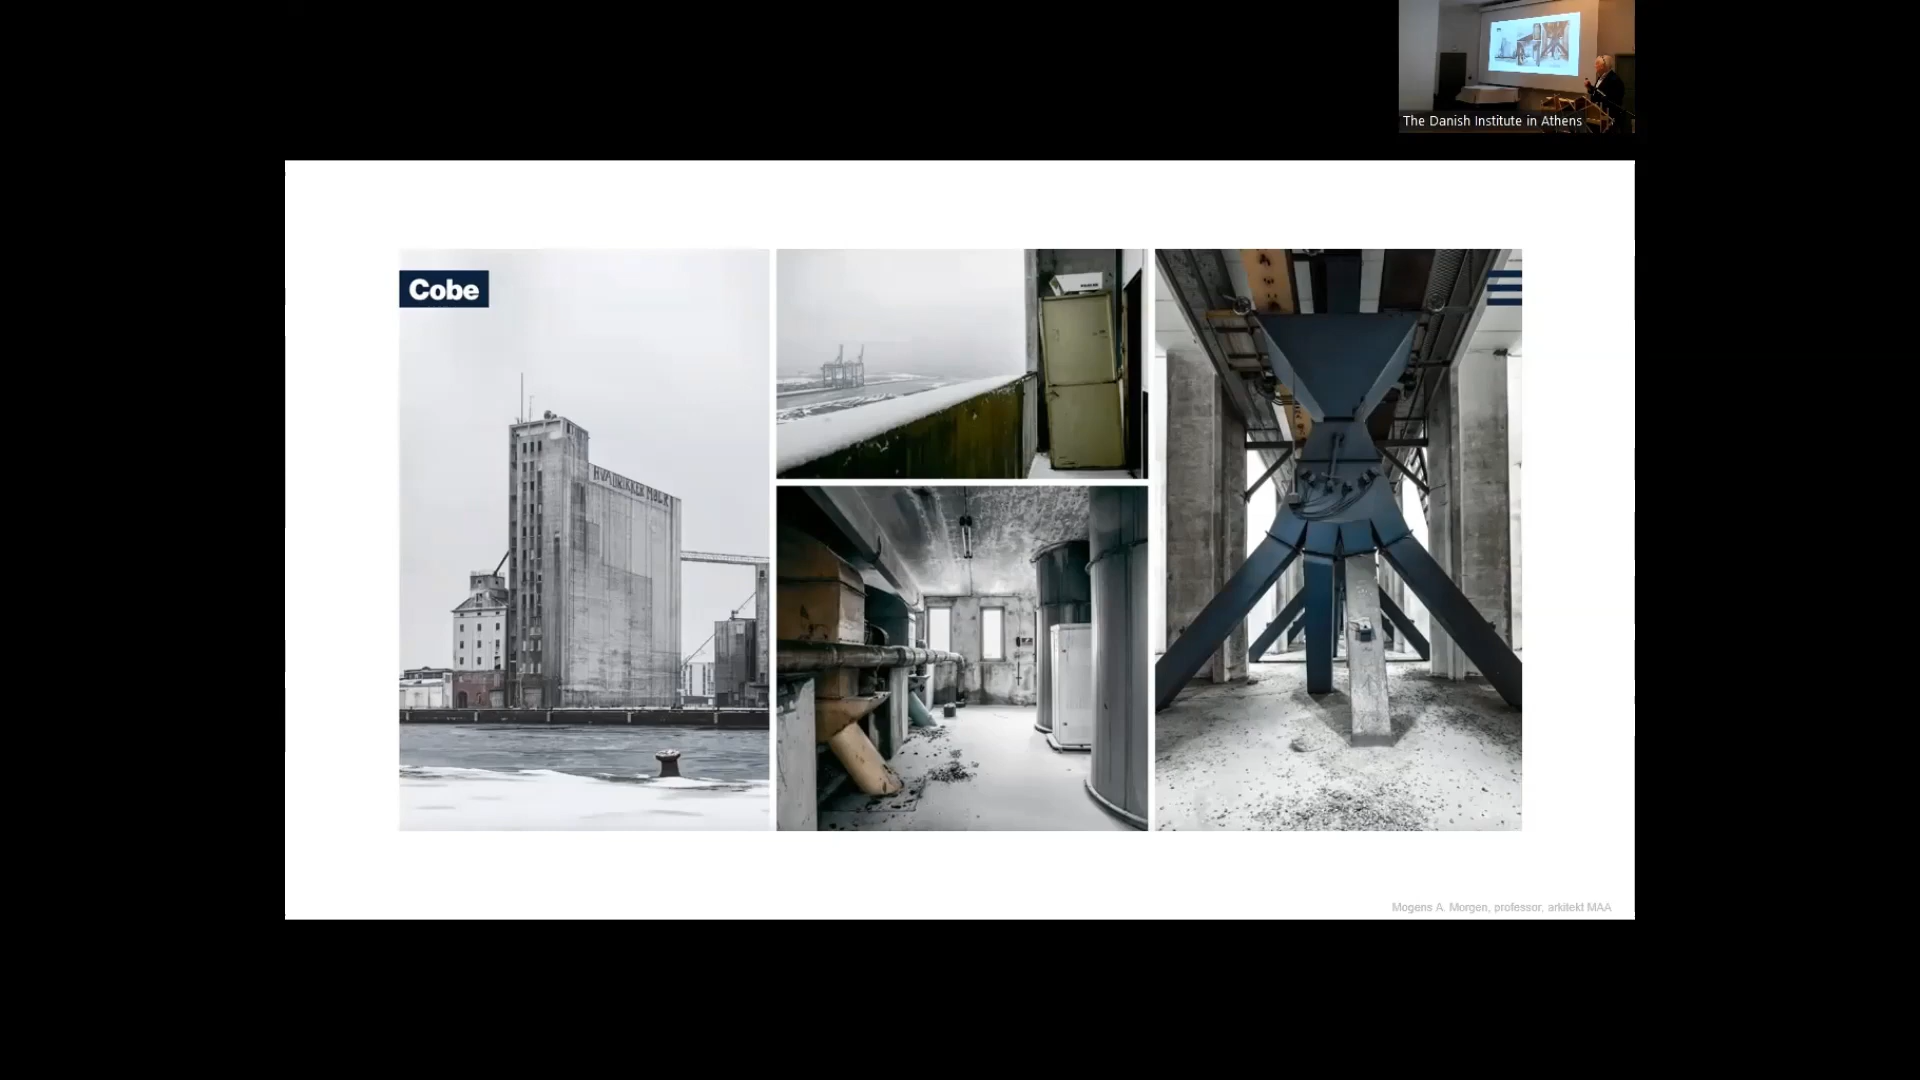 The Danish Institute in Athens
Cobe
Mogens A. Morgen, professor, arkitekt MAA